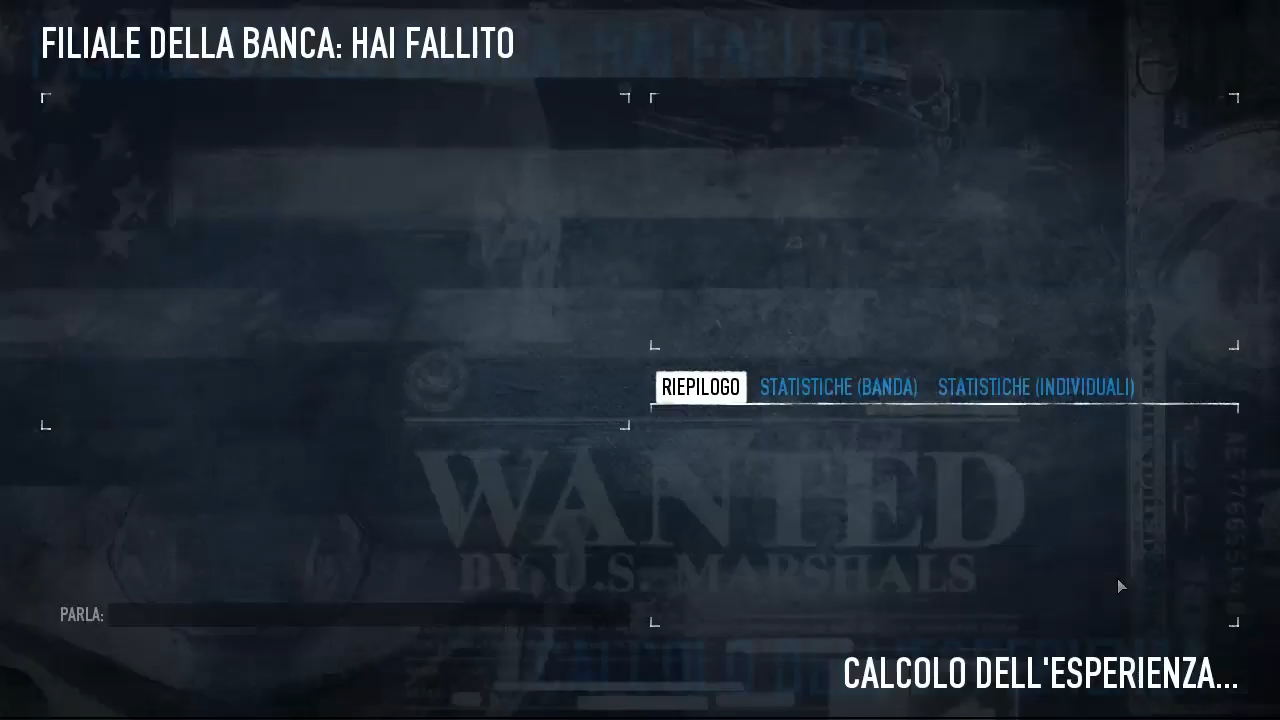 FILIALE DELLA BANCA: HAI FALLITO
RIEPILOGO STATISTICHE (BANDA) STATISTICHE (INDIVIDUALI)
WANTED
BY U.S. MARSHALS
PARLA:
CALCOLO DELL'ESPERIENZA...